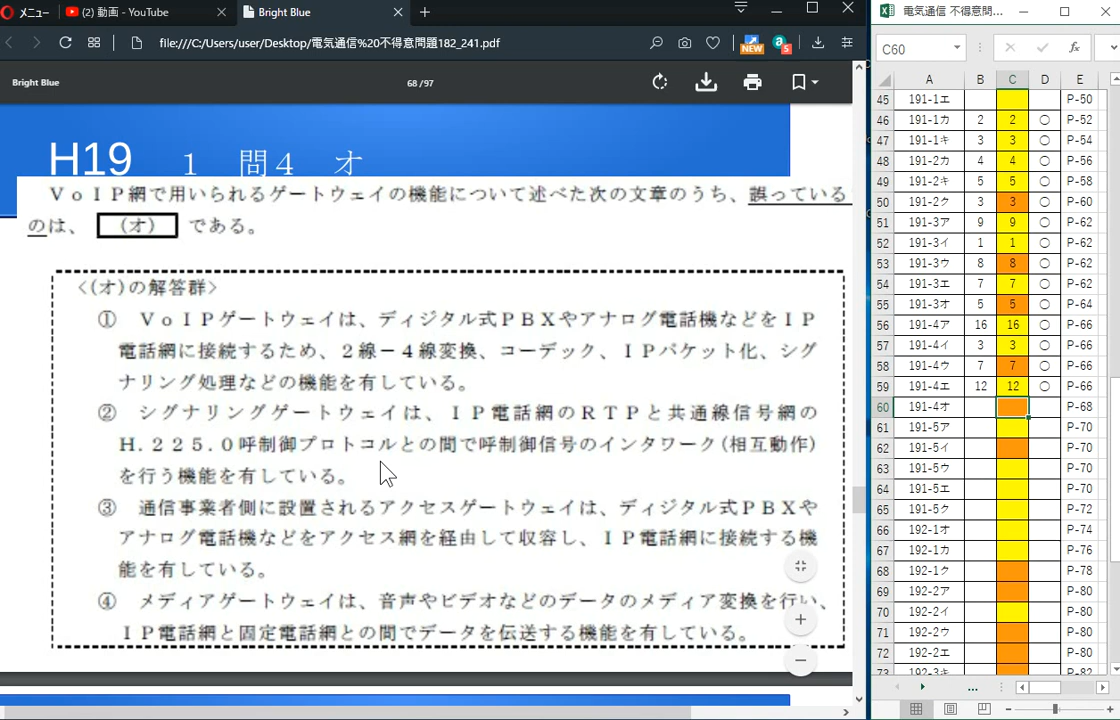 メニュー
(2) 動画 - YouTube
Bright Blue
電気通信 不得意問...
file:///C:/Users/user/Desktop/電気通信%20不得意問題182_241.pdf
NEW
C60
fx
Bright Blue
68 / 97
H19　１　問４　オ
ＶｏＩＰ網で用いられるゲートウェイの機能について述べた次の文章のうち、誤っている
のは、 (オ) である。
＜(オ)の解答群＞
① ＶｏＩＰゲートウェイは、ディジタル式ＰＢＸやアナログ電話機などをＩＰ
電話網に接続するため、２線－４線変換、コーデック、ＩＰパケット化、シグ
ナリング処理などの機能を有している。
② シグナリングゲートウェイは、ＩＰ電話網のＲＴＰと共通線信号網の
Ｈ.２２５.０呼制御プロトコルとの間で呼制御信号のインタワーク(相互動作)
を行う機能を有している。
③ 通信事業者側に設置されるアクセスゲートウェイは、ディジタル式ＰＢＸや
アナログ電話機などをアクセス網を経由して収容し、ＩＰ電話網に接続する機
能を有している。
④ メディアゲートウェイは、音声やビデオなどのデータのメディア変換を行い、
ＩＰ電話網と固定電話網との間でデータを伝送する機能を有している。
A B C D E
45 191-1エ P-50
46 191-1カ 2 2 〇 P-52
47 191-1キ 3 3 〇 P-54
48 191-2カ 4 4 〇 P-56
49 191-2キ 5 5 〇 P-58
50 191-2ク 3 3 〇 P-60
51 191-3ア 9 9 〇 P-62
52 191-3イ 1 1 〇 P-62
53 191-3ウ 8 8 〇 P-62
54 191-3エ 7 7 〇 P-62
55 191-3オ 5 5 〇 P-64
56 191-4ア 16 16 〇 P-66
57 191-4イ 3 3 〇 P-66
58 191-4ウ 7 7 〇 P-66
59 191-4エ 12 12 〇 P-66
60 191-4オ P-68
61 191-5ア P-70
62 191-5イ P-70
63 191-5ウ P-70
64 191-5エ P-70
65 191-5ク P-72
66 192-1オ P-74
67 192-1カ P-76
68 192-1ク P-78
69 192-2ア P-80
70 192-2イ P-80
71 192-2ウ P-80
72 192-2エ P-80
73 192-3キ P-82
...